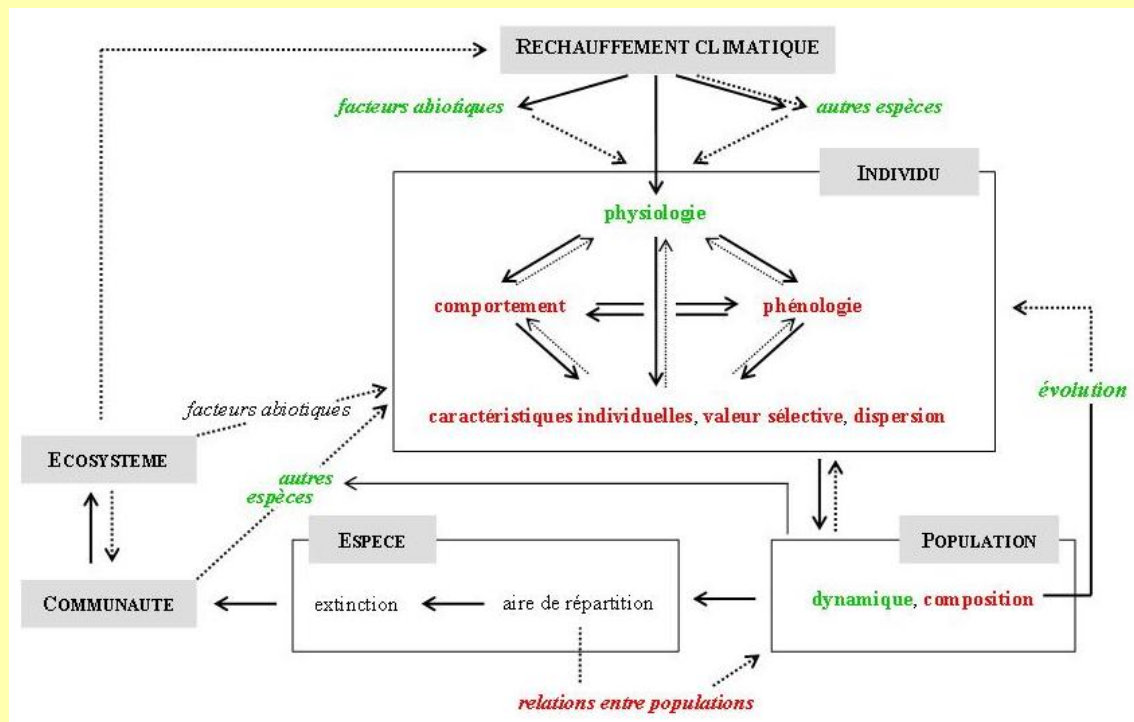 RECHAUFFEMENT CLIMATIQUE
facteurs abiotiques
autres espèces
INDIVIDU
physiologie
comportement
phénologie
caractéristiques individuelles, valeur sélective, dispersion
évolution
facteurs abiotiques
ECOSYSTEME
autres
espèces
ESPECE
POPULATION
COMMUNAUTE
extinction
aire de répartition
dynamique, composition
relations entre populations